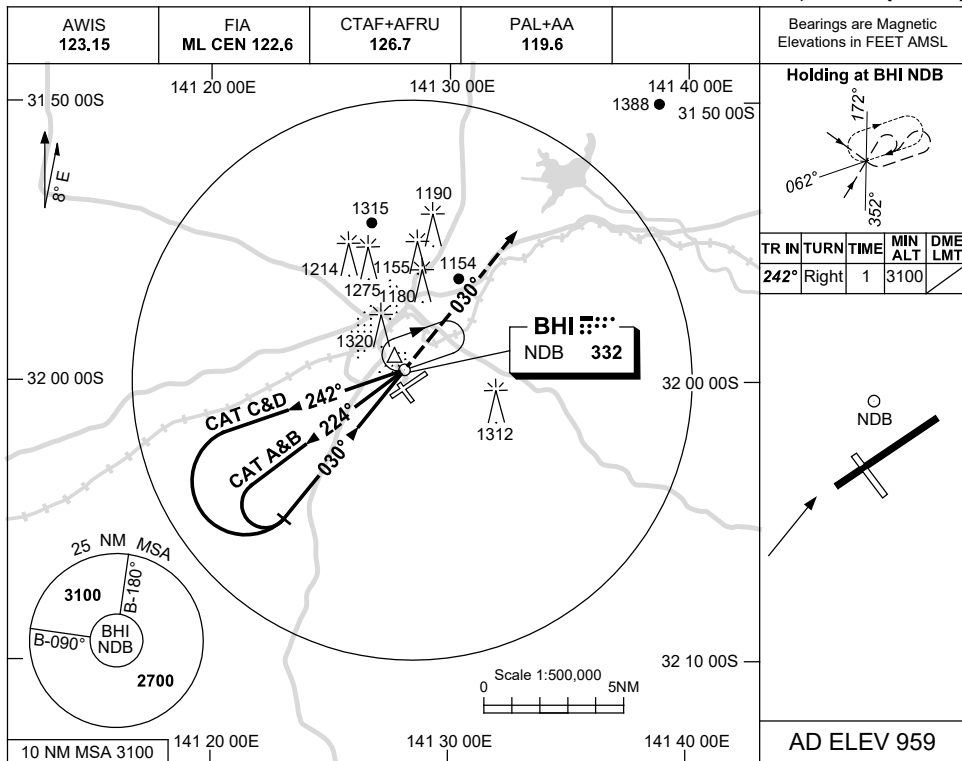 AWIS
123.15
FIA
ML CEN 122.6
CTAF+AFRU
126.7
PAL+AA
119.6
Bearings are Magnetic
Elevations in FEET AMSL
141 20 00E
141 30 00E
141 40 00E
31 50 00S
1388
31 50 00S
8° E
1190
1315
1214
1155
1154
1275
1180
1320
030°
BHI
NDB 332
32 00 00S
32 00 00S
CAT C&D
242°
CAT A&B
224°
030°
1312
25 NM MSA
3100
B-180°
B-090°
BHI
NDB
2700
32 10 00S
Scale 1:500,000
0
5NM
10 NM MSA 3100
141 20 00E
141 30 00E
141 40 00E
Holding at BHI NDB
172°
062°
352°
TR IN TURN TIME MIN ALT DME LMT
242° Right 1 3100
NDB
AD ELEV 959